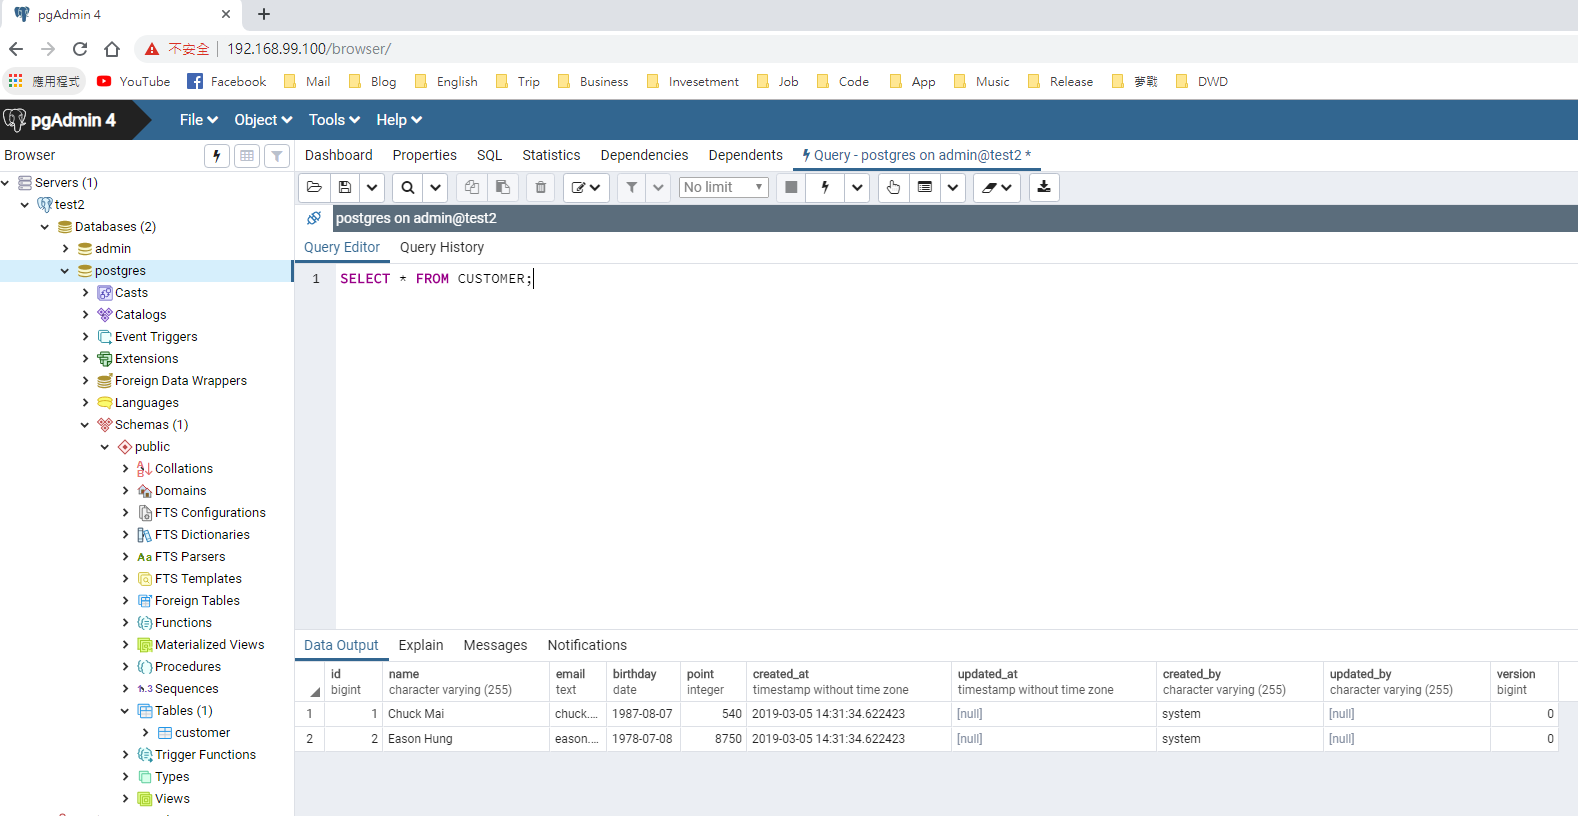 pgAdmin 4
不安全 192.168.99.100/browser/
應用程式 YouTube Facebook Mail Blog English Trip Business Invesetment Job Code App Music Release 夢戰 DWD
pgAdmin 4 File Object Tools Help
Browser
Dashboard Properties SQL Statistics Dependencies Dependents Query - postgres on admin@test2 *
No limit
postgres on admin@test2
Query Editor Query History
1 SELECT * FROM CUSTOMER;
Servers (1)
test2
Databases (2)
admin
postgres
Casts
Catalogs
Event Triggers
Extensions
Foreign Data Wrappers
Languages
Schemas (1)
public
Collations
Domains
FTS Configurations
FTS Dictionaries
Aa FTS Parsers
FTS Templates
Foreign Tables
Functions
Materialized Views
Procedures
1..3 Sequences
Tables (1)
customer
Trigger Functions
Types
Views
Data Output Explain Messages Notifications
id name email birthday point created_at updated_at created_by updated_by version
bigint character varying (255) text date integer timestamp without time zone timestamp without time zone character varying (255) character varying (255) bigint
1 1 Chuck Mai chuck.... 1987-08-07 540 2019-03-05 14:31:34.622423 [null] system [null] 0
2 2 Eason Hung eason.... 1978-07-08 8750 2019-03-05 14:31:34.622423 [null] system [null] 0